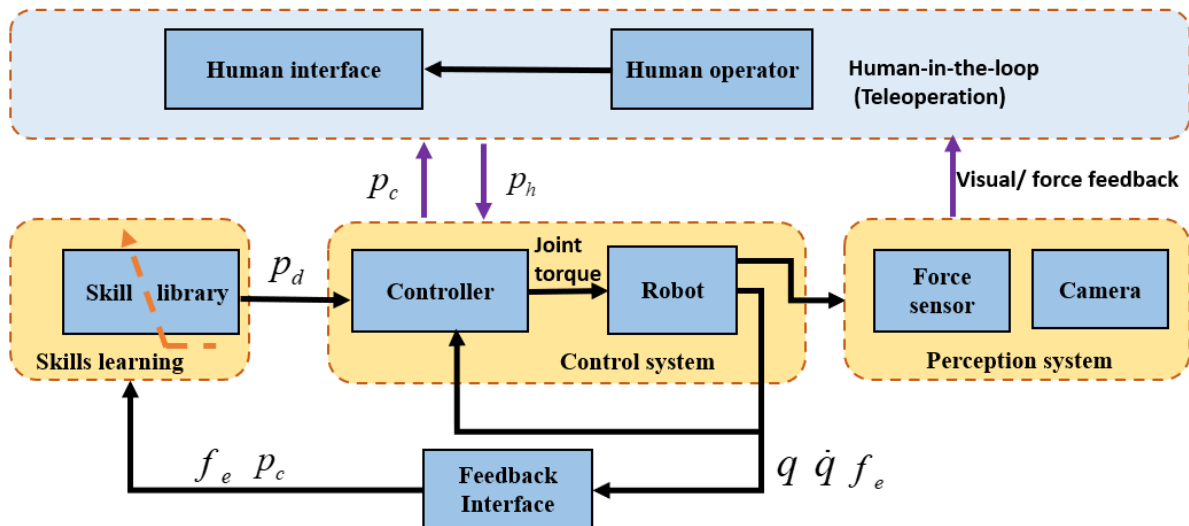 Human interface
Human operator
Human-in-the-loop
(Teleoperation)
p_c
p_h
Visual/ force feedback
Skill library
Skills learning
p_d
Controller
Joint
torque
Robot
Control system
Force
sensor
Camera
Perception system
f_e p_c
Feedback
Interface
q q̇ f_e